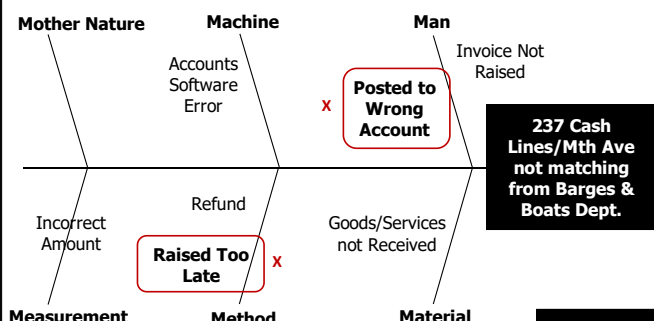 Mother Nature
Machine
Man
Accounts
Software
Error
Invoice Not
Raised
X
Posted to
Wrong
Account
237 Cash
Lines/Mth Ave
not matching
from Barges &
Boats Dept.
Refund
Incorrect
Amount
Goods/Services
not Received
Raised Too
Late
X
Measurement
Method
Material